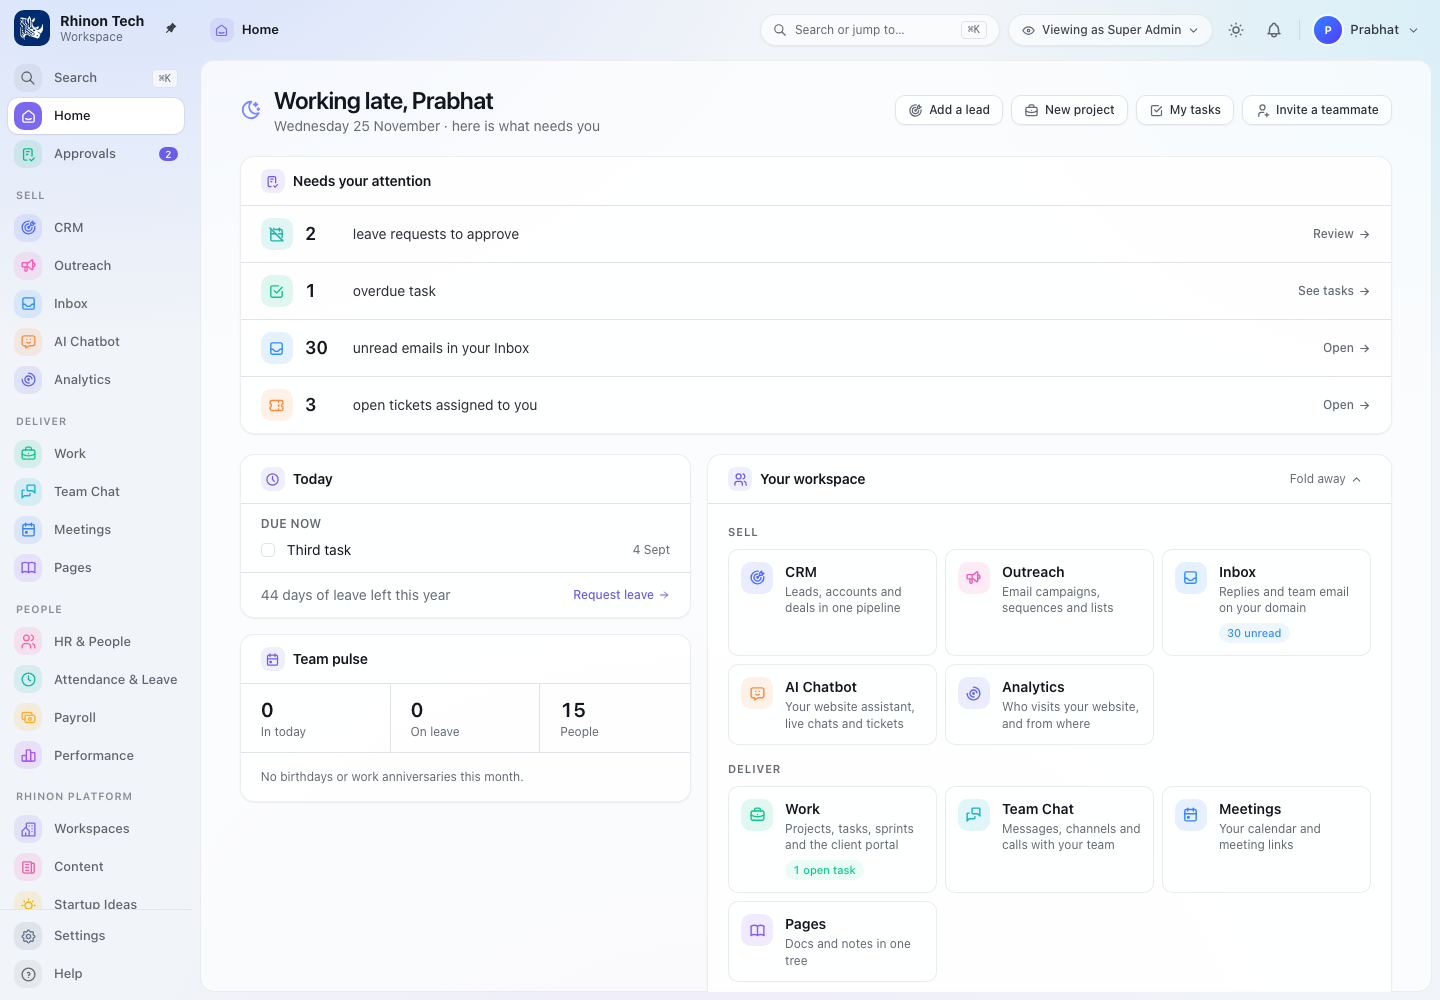 Rhinon Tech
Workspace
Home
Search or jump to...
⌘K
Viewing as Super Admin
P
Prabhat
Search
⌘K
Home
Approvals
2
SELL
CRM
Outreach
Inbox
AI Chatbot
Analytics
DELIVER
Work
Team Chat
Meetings
Pages
PEOPLE
HR & People
Attendance & Leave
Payroll
Performance
RHINON PLATFORM
Workspaces
Content
Startup Ideas
Settings
Help
Working late, Prabhat
Wednesday 25 November · here is what needs you
Add a lead
New project
My tasks
Invite a teammate
Needs your attention
2 leave requests to approve Review →
1 overdue task See tasks →
30 unread emails in your Inbox Open →
3 open tickets assigned to you Open →
Today
DUE NOW
Third task 4 Sept
44 days of leave left this year Request leave →
Team pulse
0
In today
0
On leave
15
People
No birthdays or work anniversaries this month.
Your workspace
Fold away
SELL
CRM
Leads, accounts and
deals in one pipeline
Outreach
Email campaigns,
sequences and lists
Inbox
Replies and team email
on your domain
30 unread
AI Chatbot
Your website assistant,
live chats and tickets
Analytics
Who visits your website,
and from where
DELIVER
Work
Projects, tasks, sprints
and the client portal
1 open task
Team Chat
Messages, channels and
calls with your team
Meetings
Your calendar and
meeting links
Pages
Docs and notes in one
tree